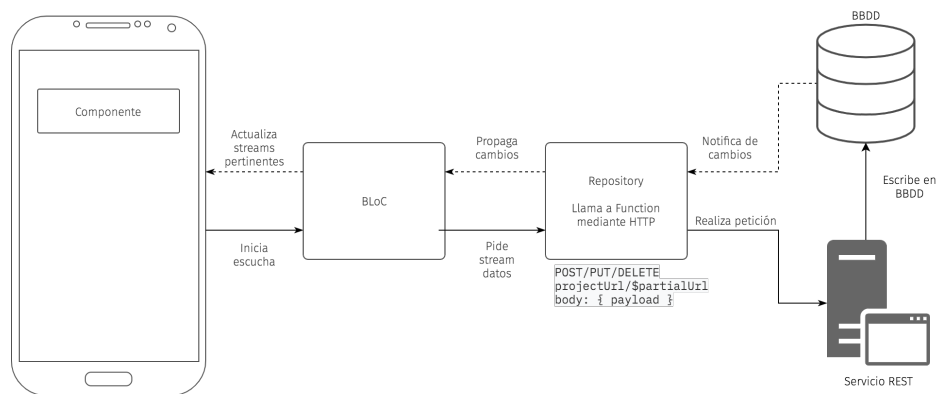 BBDD
Componente
Actualiza
streams
pertinentes
Propaga
cambios
Notifica de
cambios
Repository
Llama a Function
mediante HTTP
BLoC
Escribe en
BBDD
Realiza petición
Inicia
escucha
Pide
stream
datos
POST/PUT/DELETE
projectUrl/$partialUrl
body: { payload }
Servicio REST